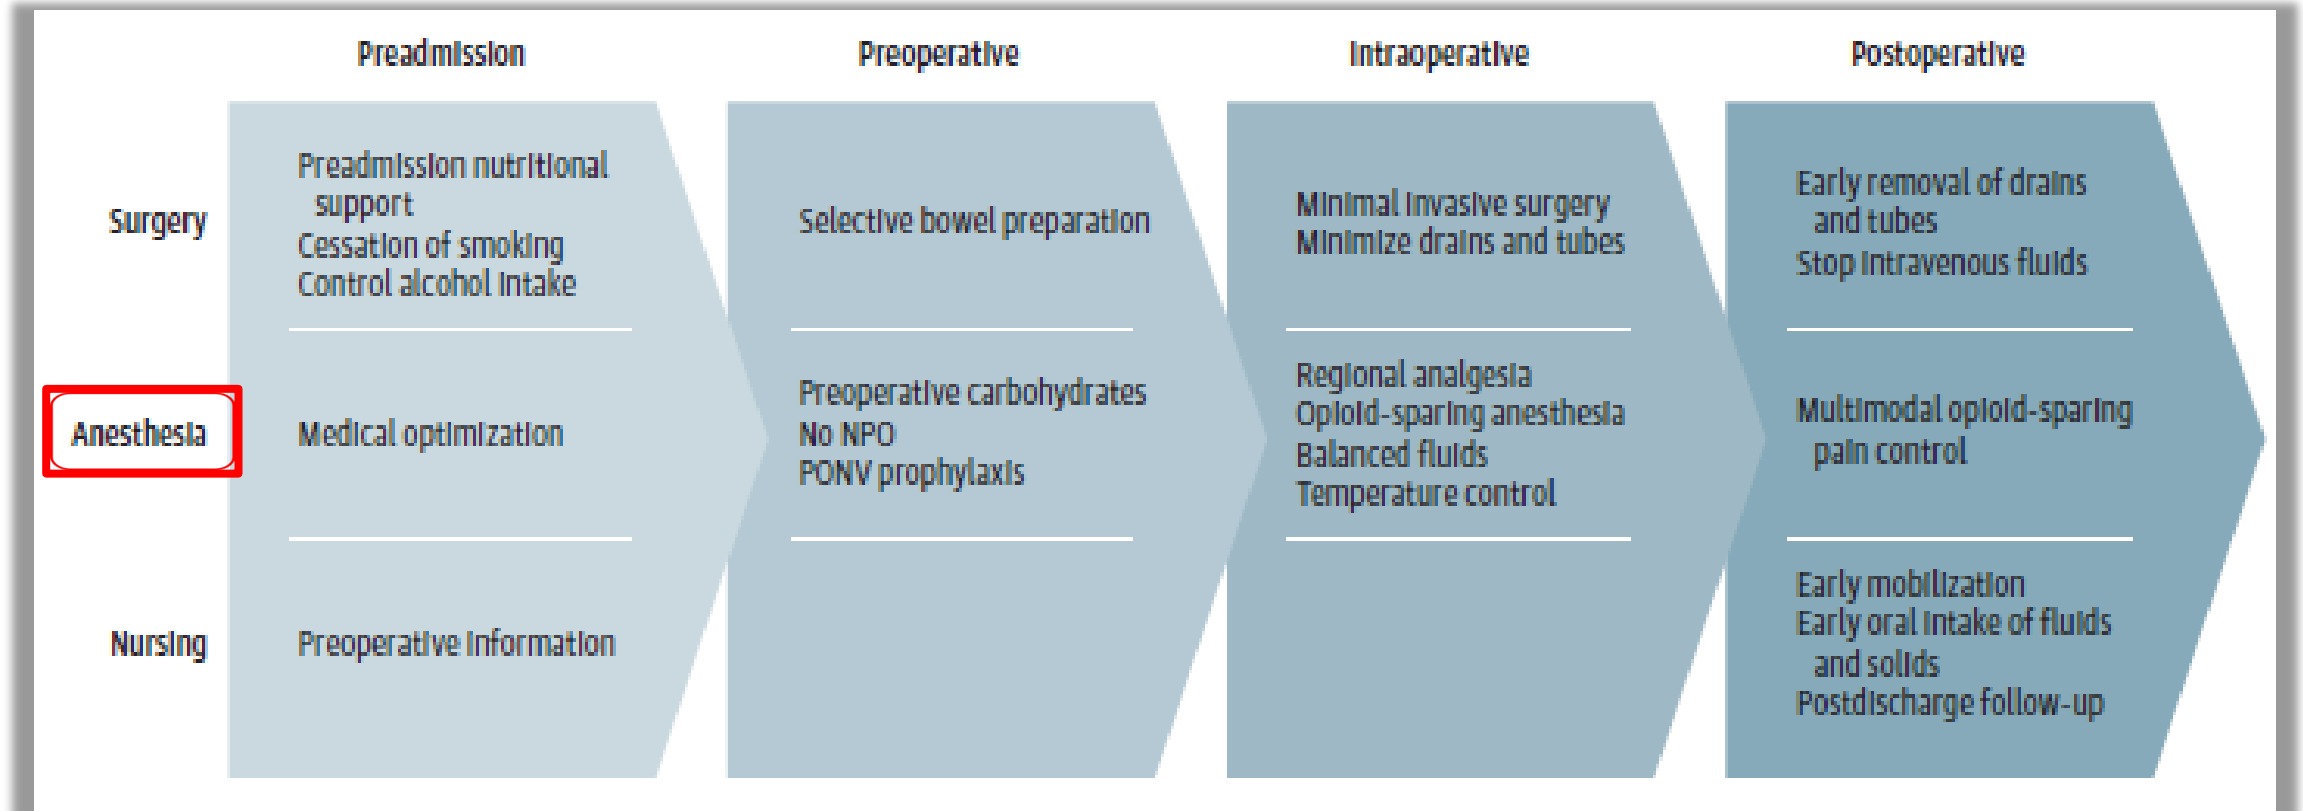 Preadmission
Preoperative
Intraoperative
Postoperative
Surgery
Preadmission nutritional
support
Cessation of smoking
Control alcohol intake
Selective bowel preparation
Minimal invasive surgery
Minimize drains and tubes
Early removal of drains
and tubes
Stop intravenous fluids
Anesthesia
Medical optimization
Preoperative carbohydrates
No NPO
PONV prophylaxis
Regional analgesia
Opioid-sparing anesthesia
Balanced fluids
Temperature control
Multimodal opioid-sparing
pain control
Nursing
Preoperative information
Early mobilization
Early oral intake of fluids
and solids
Postdischarge follow-up